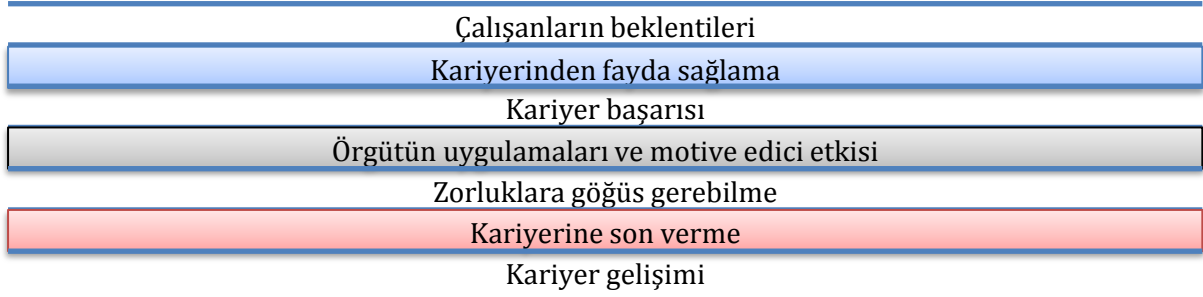 Çalışanların beklentileri
Kariyerinden fayda sağlama
Kariyer başarısı
Örgütün uygulamaları ve motive edici etkisi
Zorluklara göğüs gerebilme
Kariyerine son verme
Kariyer gelişimi